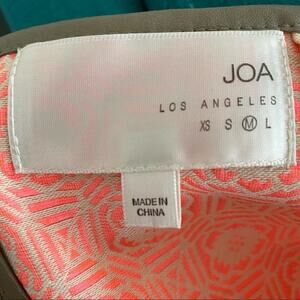 JOA
LOS ANGELES
XS S M L
MADE IN
CHINA